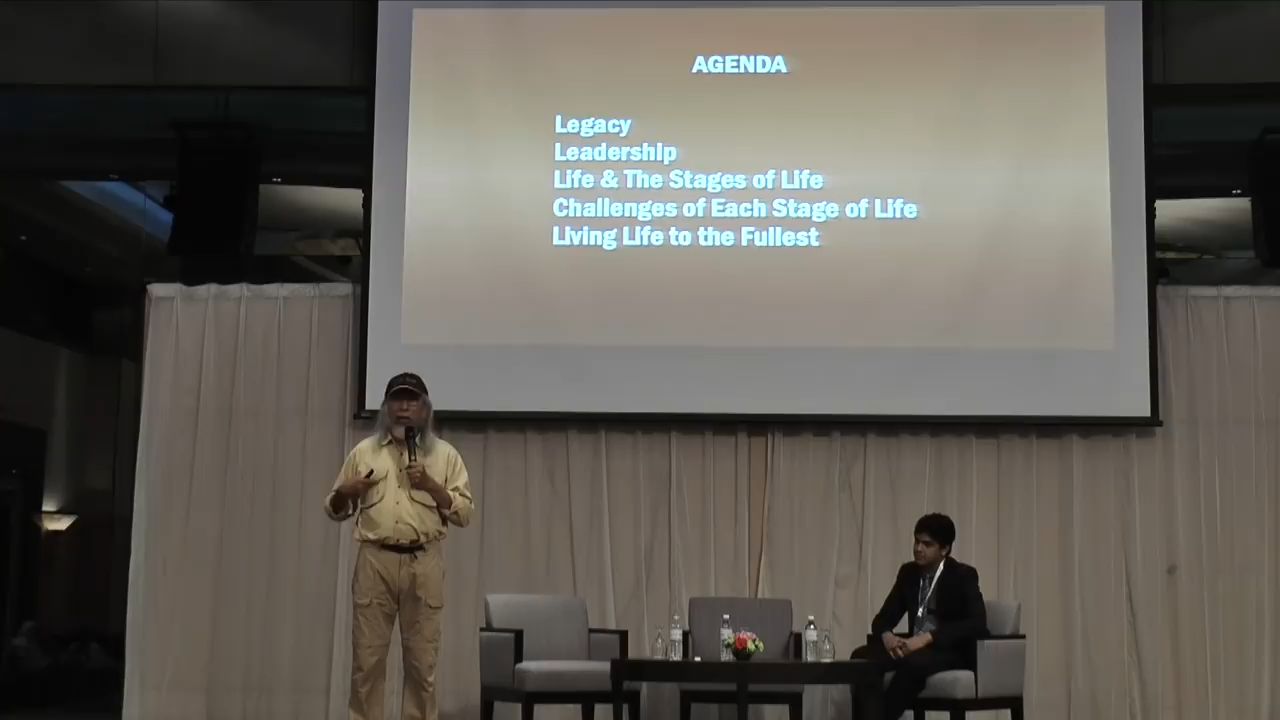 AGENDA
Legacy
Leadership
Life & The Stages of Life
Challenges of Each Stage of Life
Living Life to the Fullest